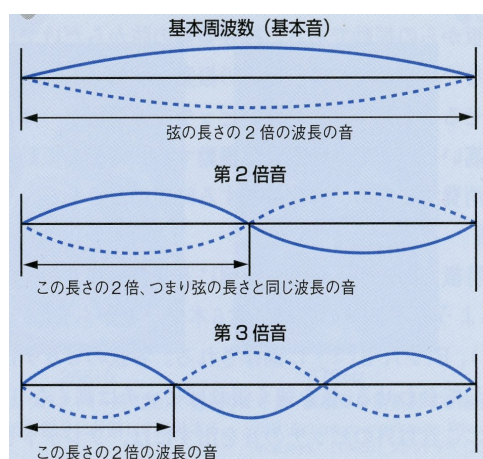 基本周波数（基本音）
弦の長さの2倍の波長の音
第2倍音
この長さの2倍、つまり弦の長さと同じ波長の音
第3倍音
この長さの2倍の波長の音